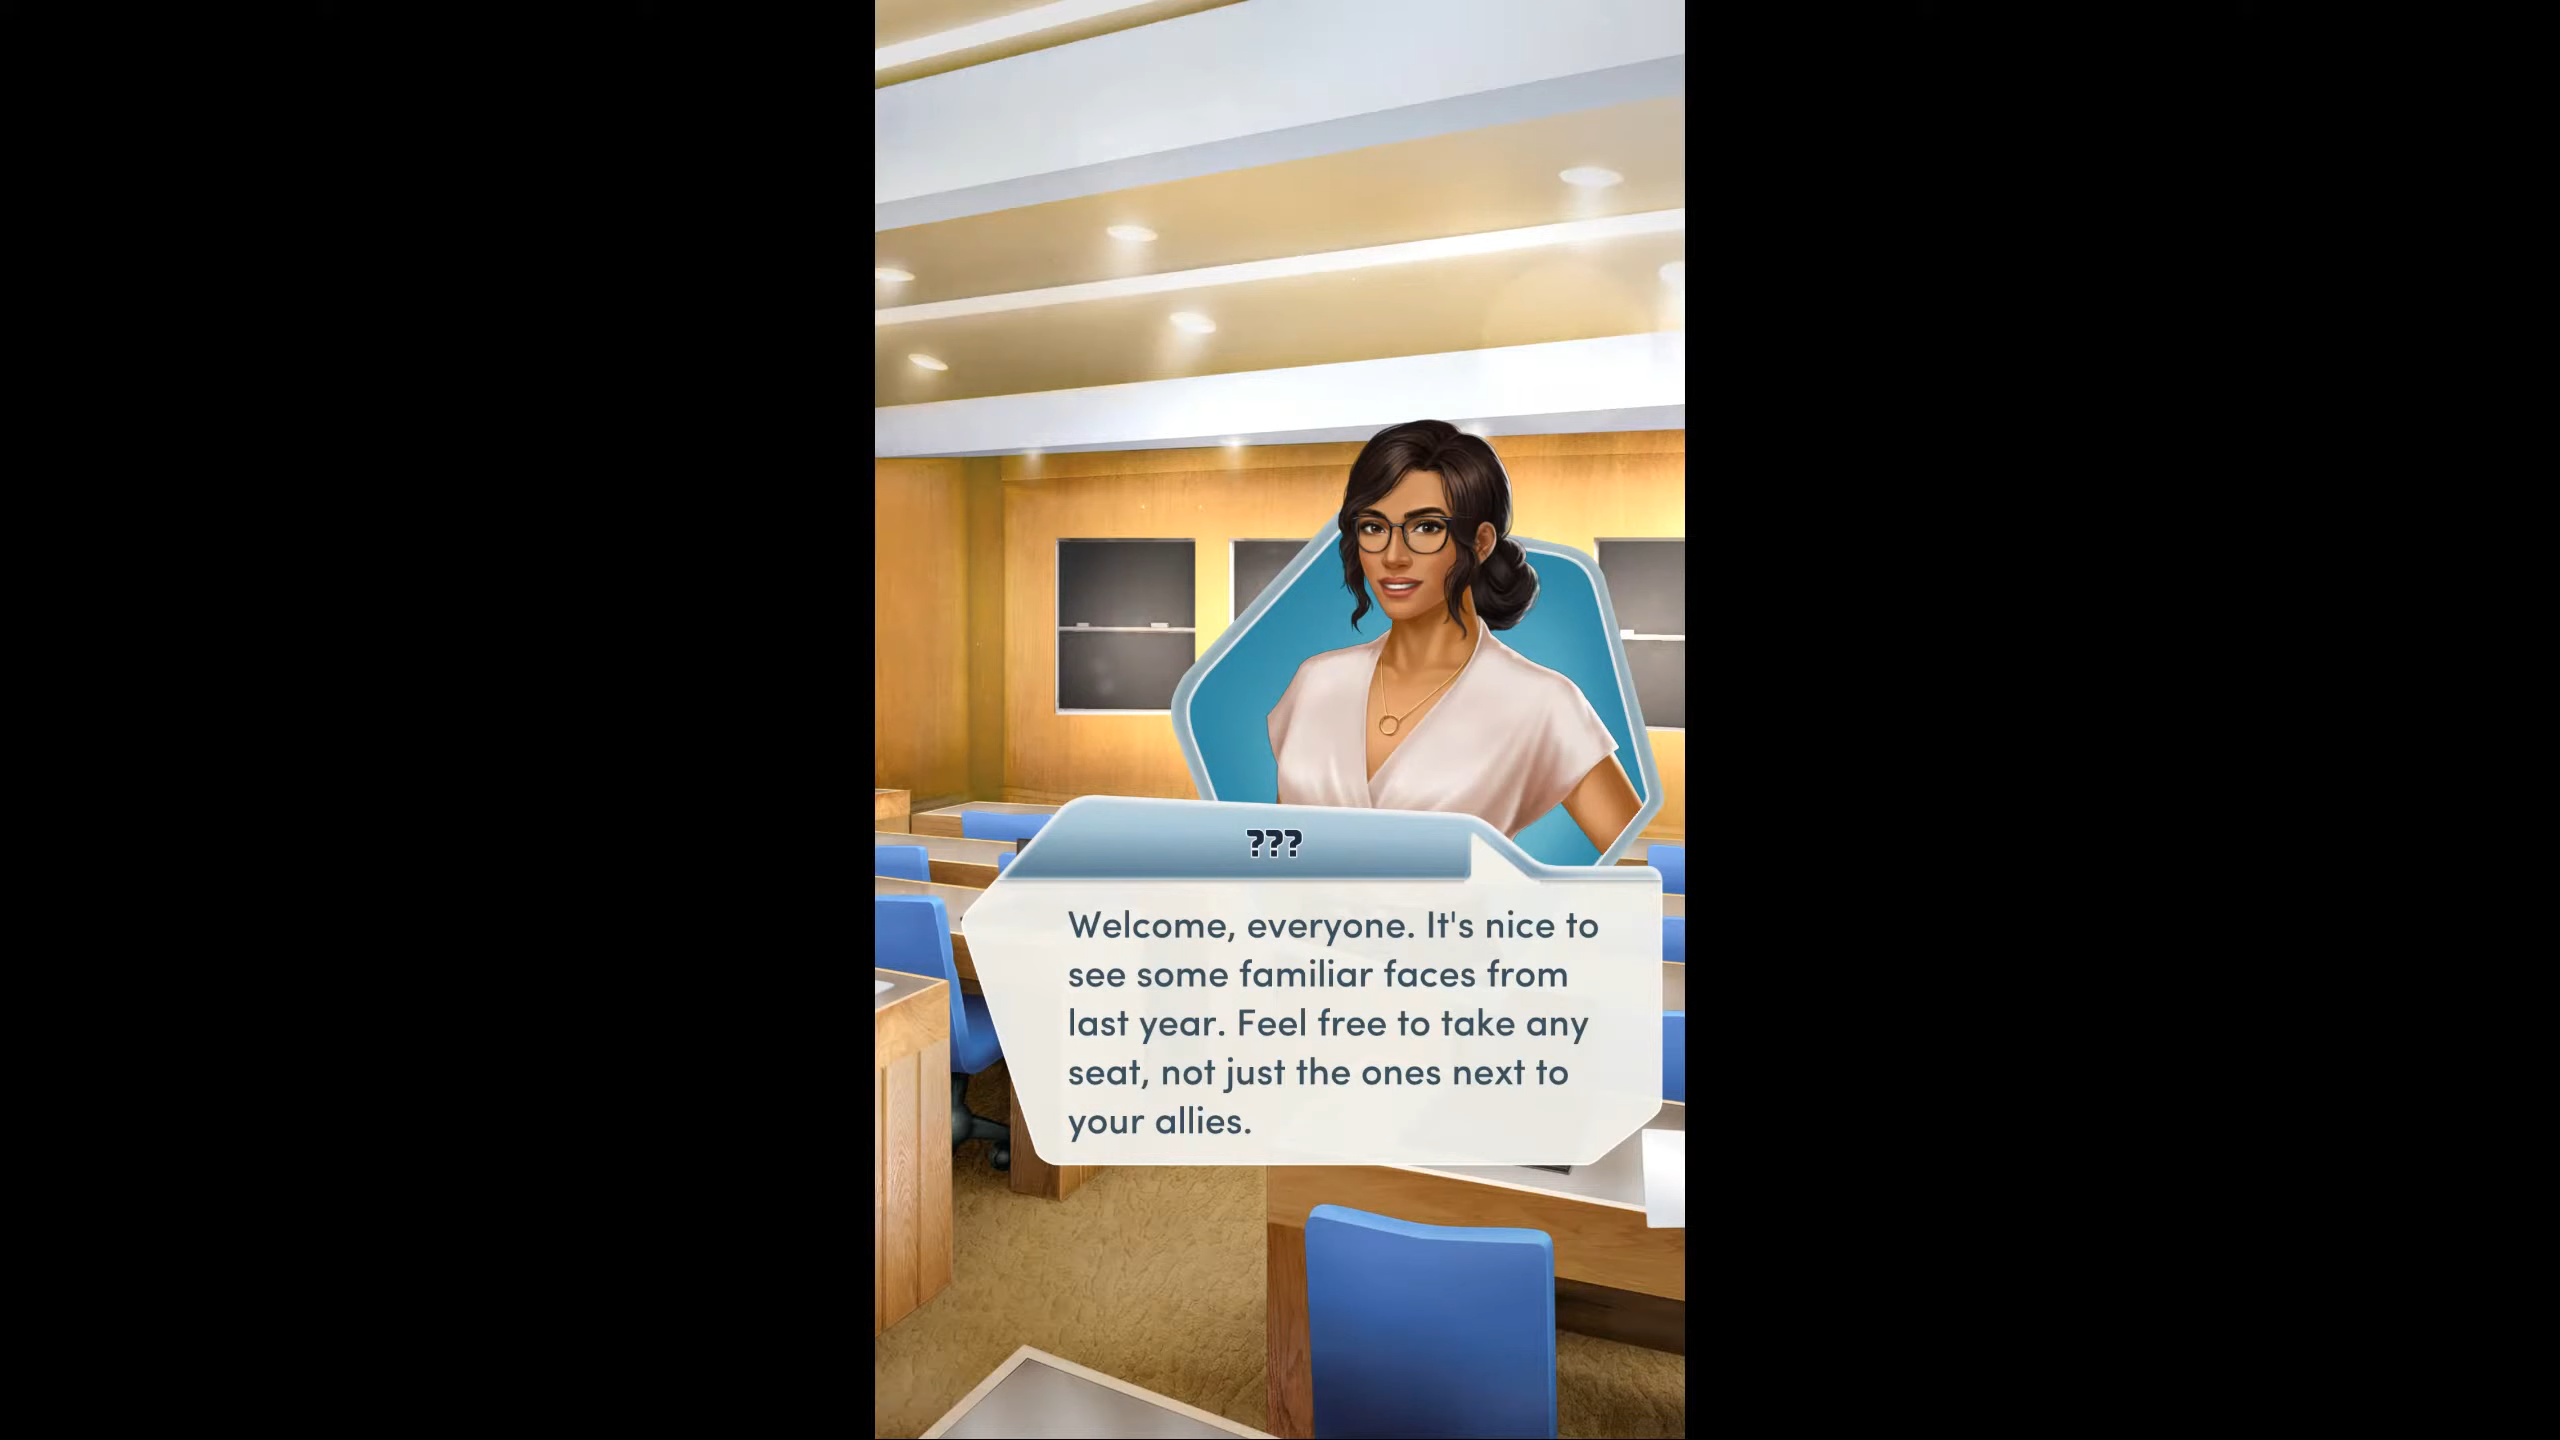 ???
Welcome, everyone. It's nice to
see some familiar faces from
last year. Feel free to take any
seat, not just the ones next to
your allies.